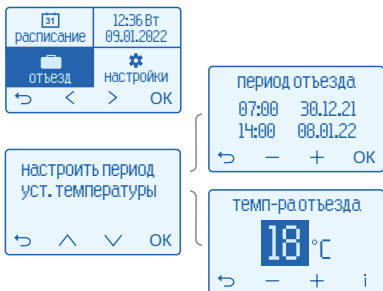 31 12:36 Вт
расписание 09.01.2022
отъезд настройки
< > OK
период отъезда
07:00 30.12.21
14:00 08.01.22
− + OK
настроить период
уст. температуры
OK
темп-ра отъезда
18 °C
− + i